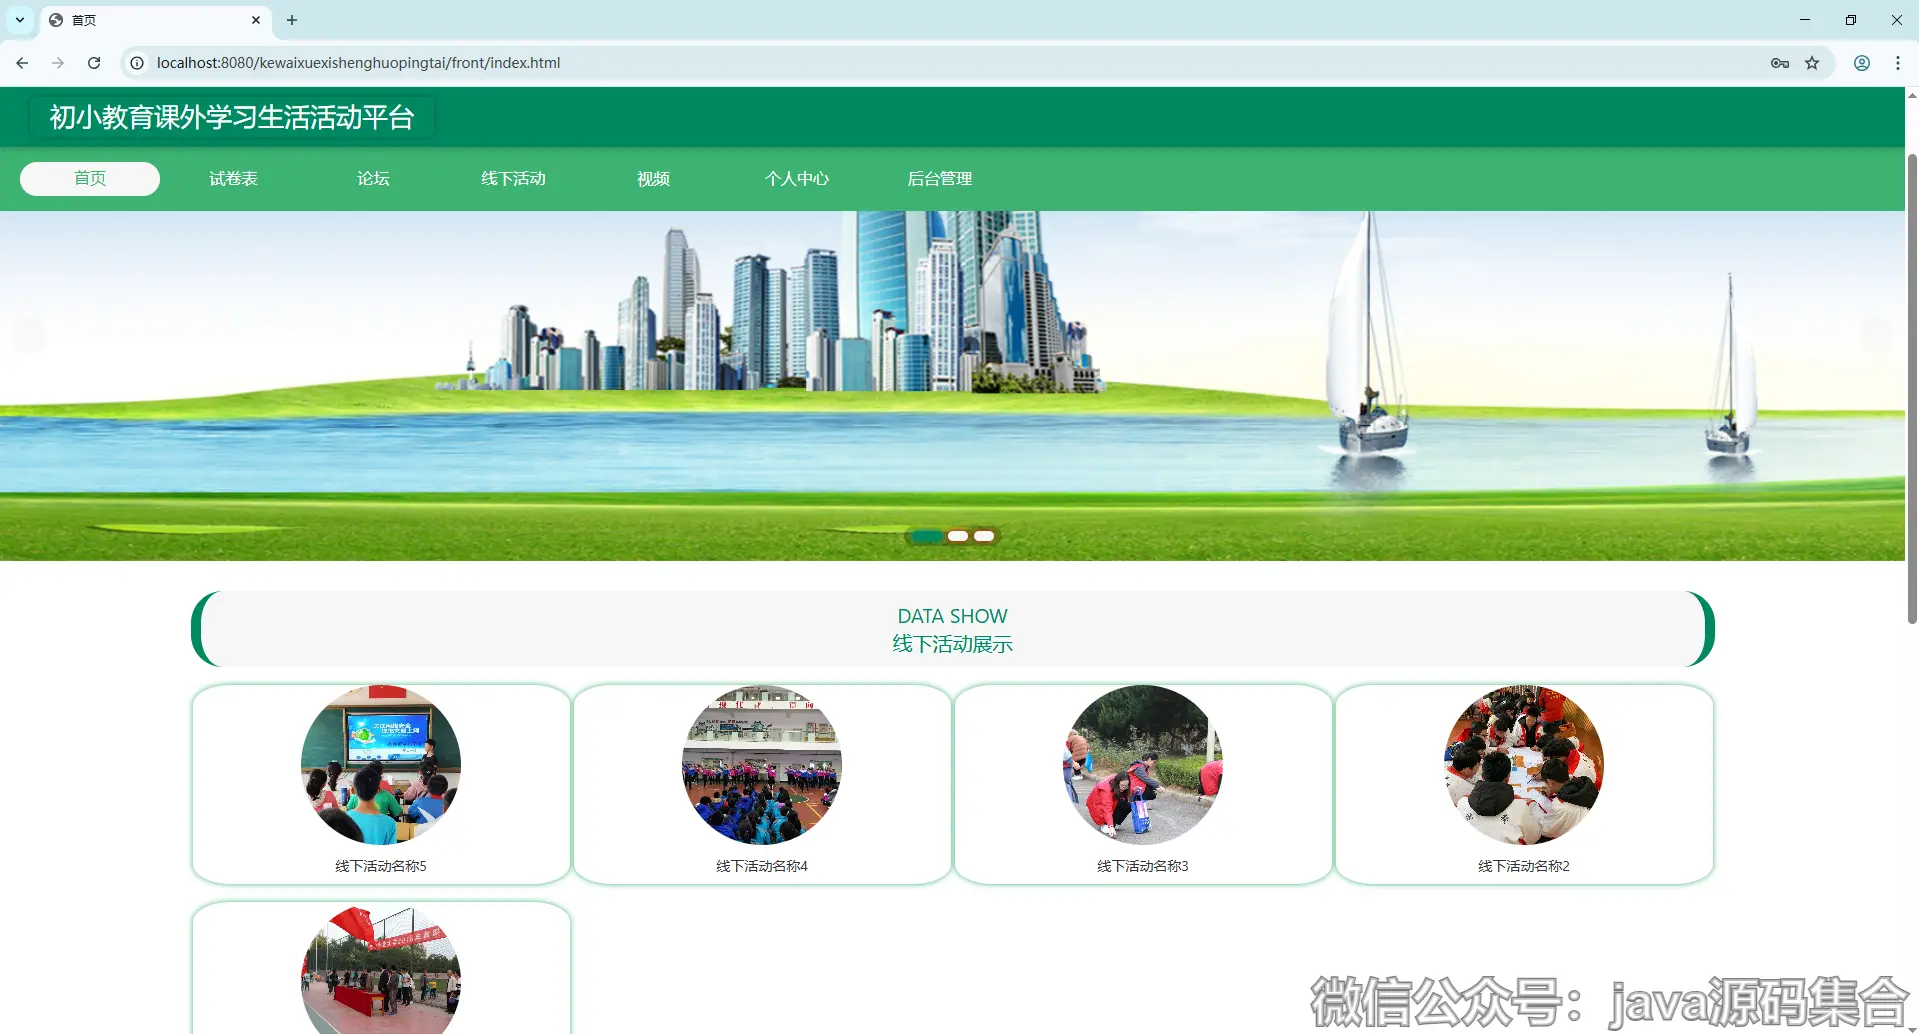 首页
localhost:8080/kewaixuexishenghuopingtai/front/index.html
初小教育课外学习生活活动平台
首页
试卷表
论坛
线下活动
视频
个人中心
后台管理
DATA SHOW
线下活动展示
线下活动名称5
线下活动名称4
线下活动名称3
线下活动名称2
微信公众号：java源码集合